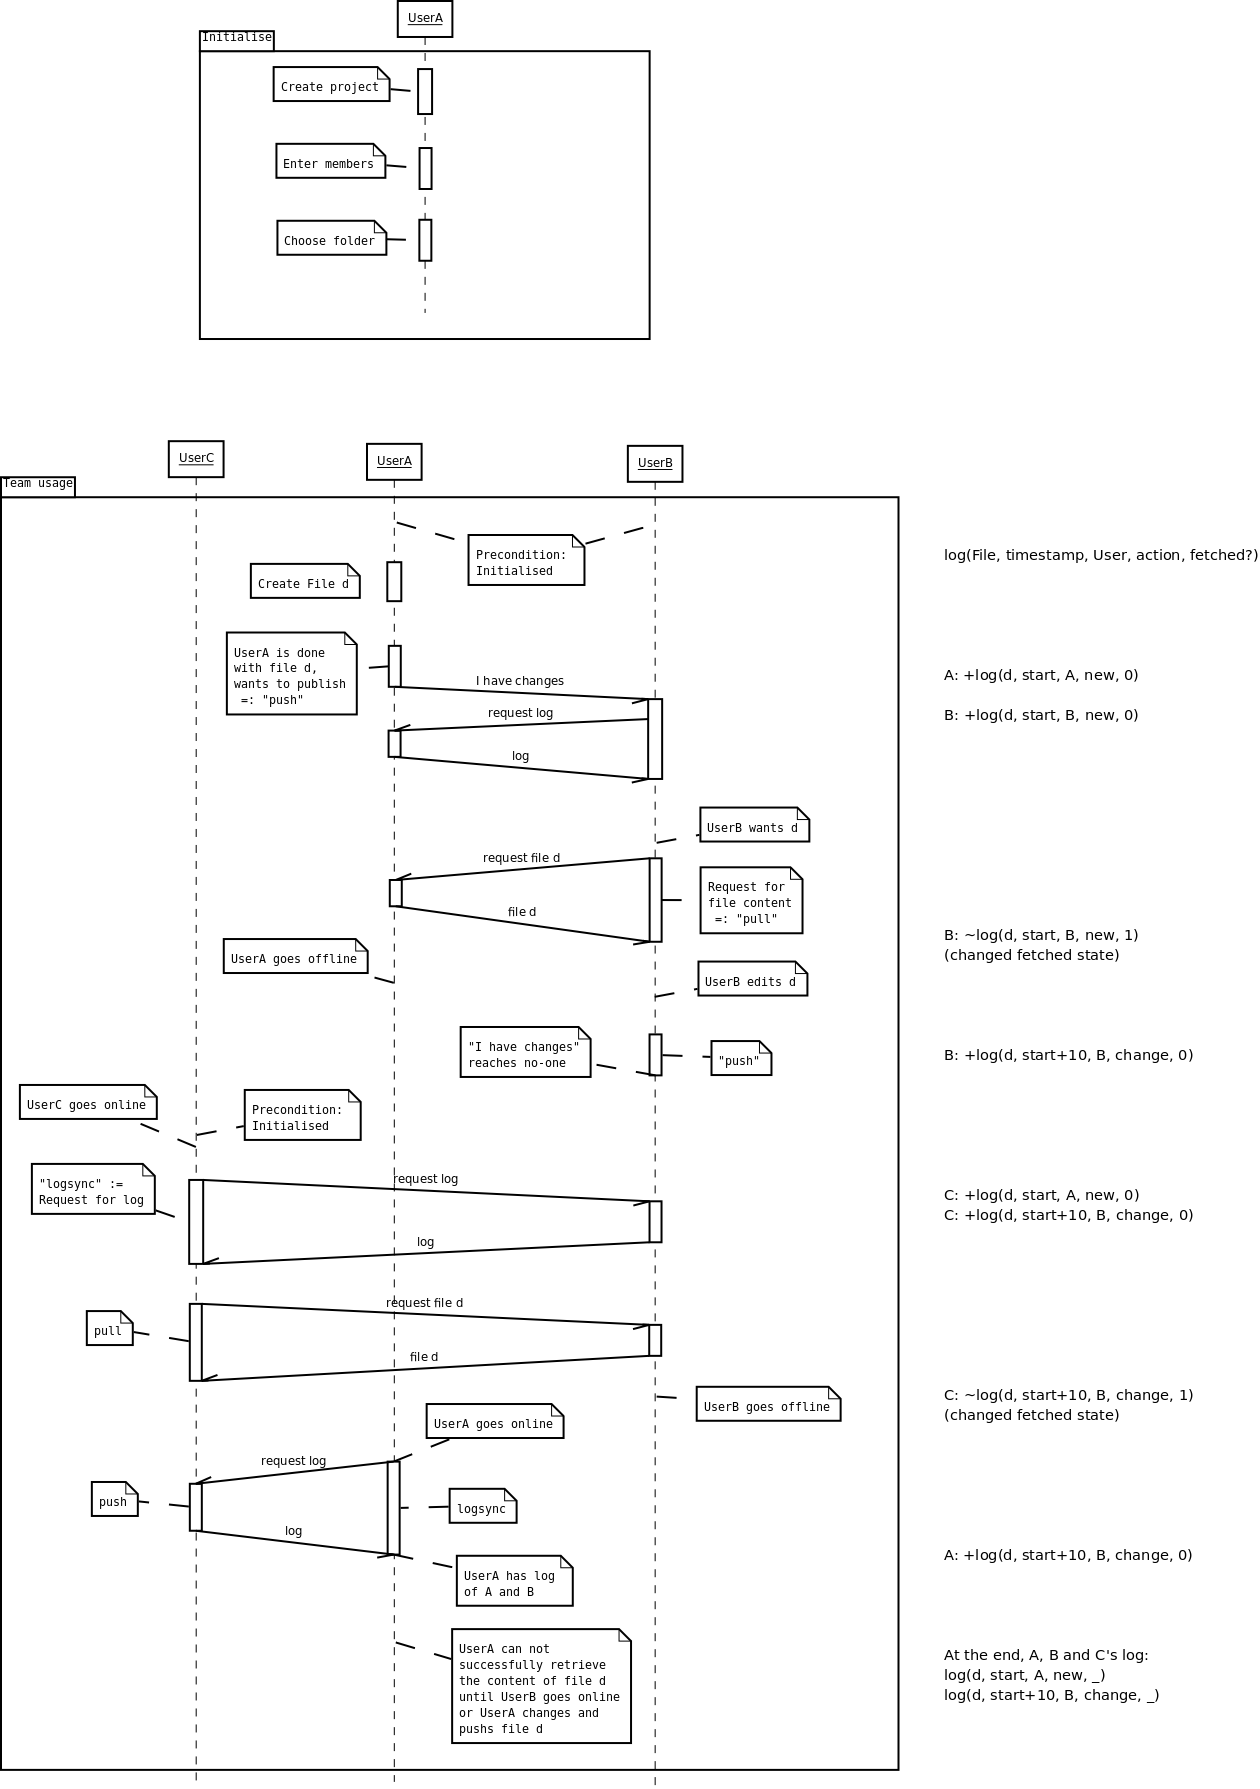 UserA
Initialise
Create project
Enter members
Choose folder
UserC
UserA
UserB
Team usage
Precondition:
Initialised
log(File, timestamp, User, action, fetched?)
Create File d
UserA is done
with file d,
wants to publish
=: "push"
I have changes
A: +log(d, start, A, new, 0)
request log
B: +log(d, start, B, new, 0)
log
UserB wants d
request file d
Request for
file content
=: "pull"
file d
B: ~log(d, start, B, new, 1)
(changed fetched state)
UserA goes offline
UserB edits d
"I have changes"
reaches no-one
"push"
B: +log(d, start+10, B, change, 0)
UserC goes online
Precondition:
Initialised
"logsync" :=
Request for log
request log
C: +log(d, start, A, new, 0)
C: +log(d, start+10, B, change, 0)
log
request file d
pull
file d
UserB goes offline
C: ~log(d, start+10, B, change, 1)
(changed fetched state)
UserA goes online
request log
push
logsync
log
A: +log(d, start+10, B, change, 0)
UserA has log
of A and B
UserA can not
successfully retrieve
the content of file d
until UserB goes online
or UserA changes and
pushs file d
At the end, A, B and C's log:
log(d, start, A, new, _)
log(d, start+10, B, change, _)